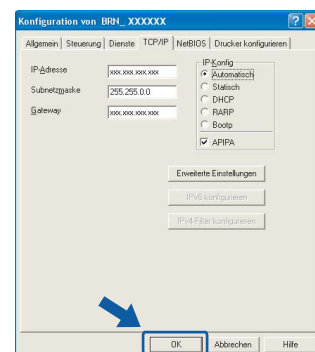 Konfiguration von BRN_XXXXXX
Allgemein Steuerung Dienste TCP/IP NetBIOS Drucker konfigurieren
IP-Adresse xxx.xxx.xxx.xxx
Subnetzmaske 255.255.0.0
Gateway xxx.xxx.xxx.xxx
IP-Konfig
Automatisch
Statisch
DHCP
RARP
Bootp
APIPA
Erweiterte Einstellungen
IPv6 konfigurieren
IPv4-Filter konfigurieren
OK Abbrechen Hilfe